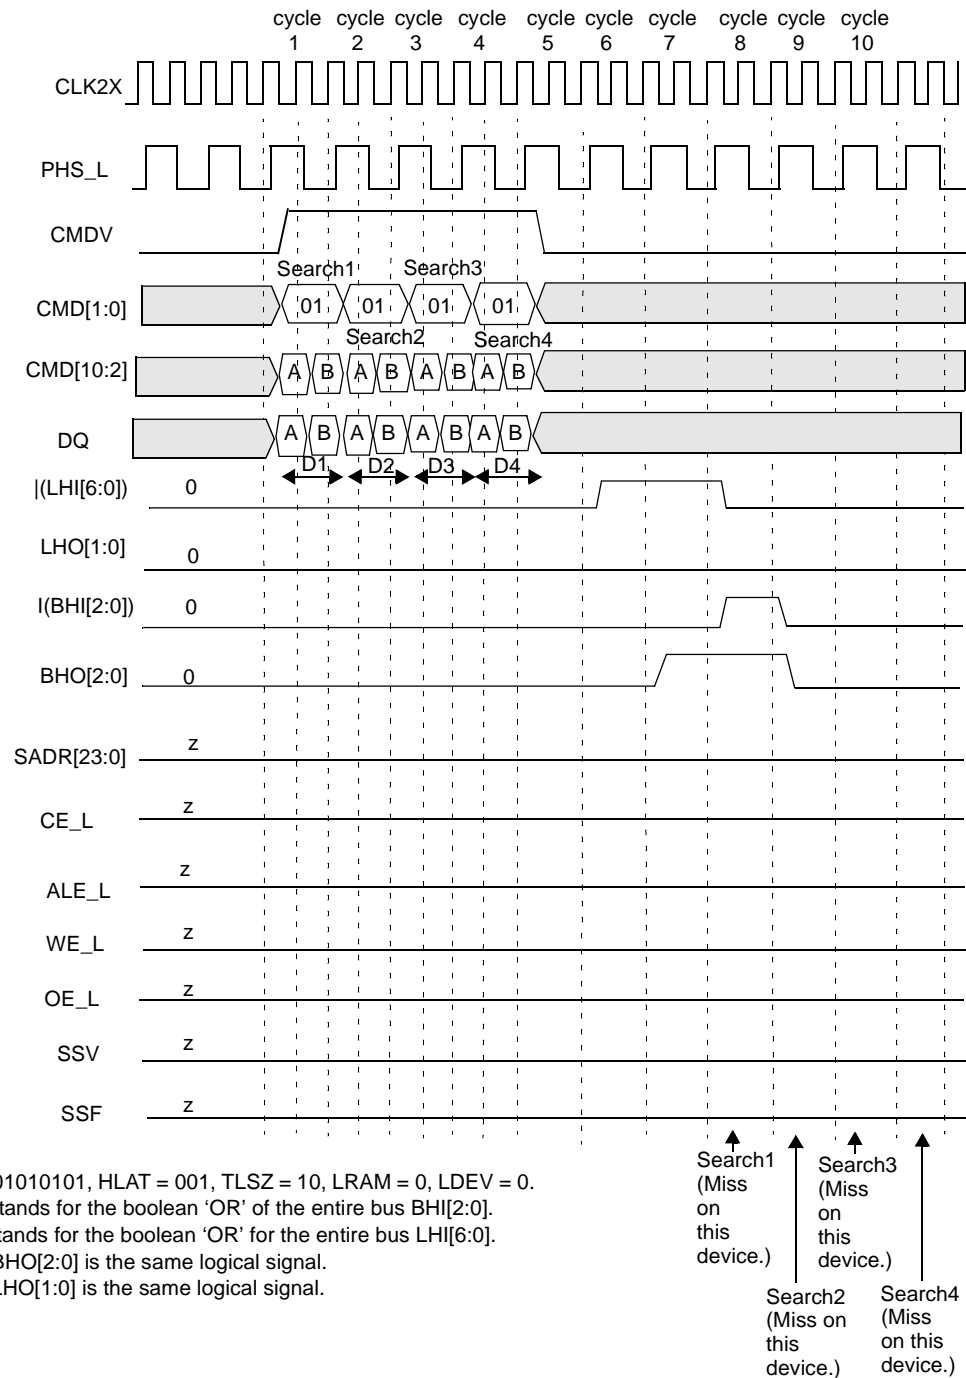 cycle cycle cycle cycle cycle cycle cycle cycle cycle cycle
1 2 3 4 5 6 7 8 9 10
CLK2X
PHS_L
CMDV
Search1 Search3
CMD[1:0] 01 01 01 01
Search2 Search4
CMD[10:2] A B A B A B A B
DQ A B A B A B A B
D1 D2 D3 D4
|(LHI[6:0]) 0
LHO[1:0] 0
I(BHI[2:0]) 0
BHO[2:0] 0
SADR[23:0] z
CE_L z
ALE_L z
WE_L z
OE_L z
SSV z
SSF z
01010101, HLAT = 001, TLSZ = 10, LRAM = 0, LDEV = 0.
tands for the boolean ‘OR’ of the entire bus BHI[2:0].
tands for the boolean ‘OR’ for the entire bus LHI[6:0].
BHO[2:0] is the same logical signal.
LHO[1:0] is the same logical signal.
Search1
(Miss
on
this
device.)
Search2
(Miss on
this
device.)
Search3
(Miss
on
this
device.)
Search4
(Miss
on this
device.)